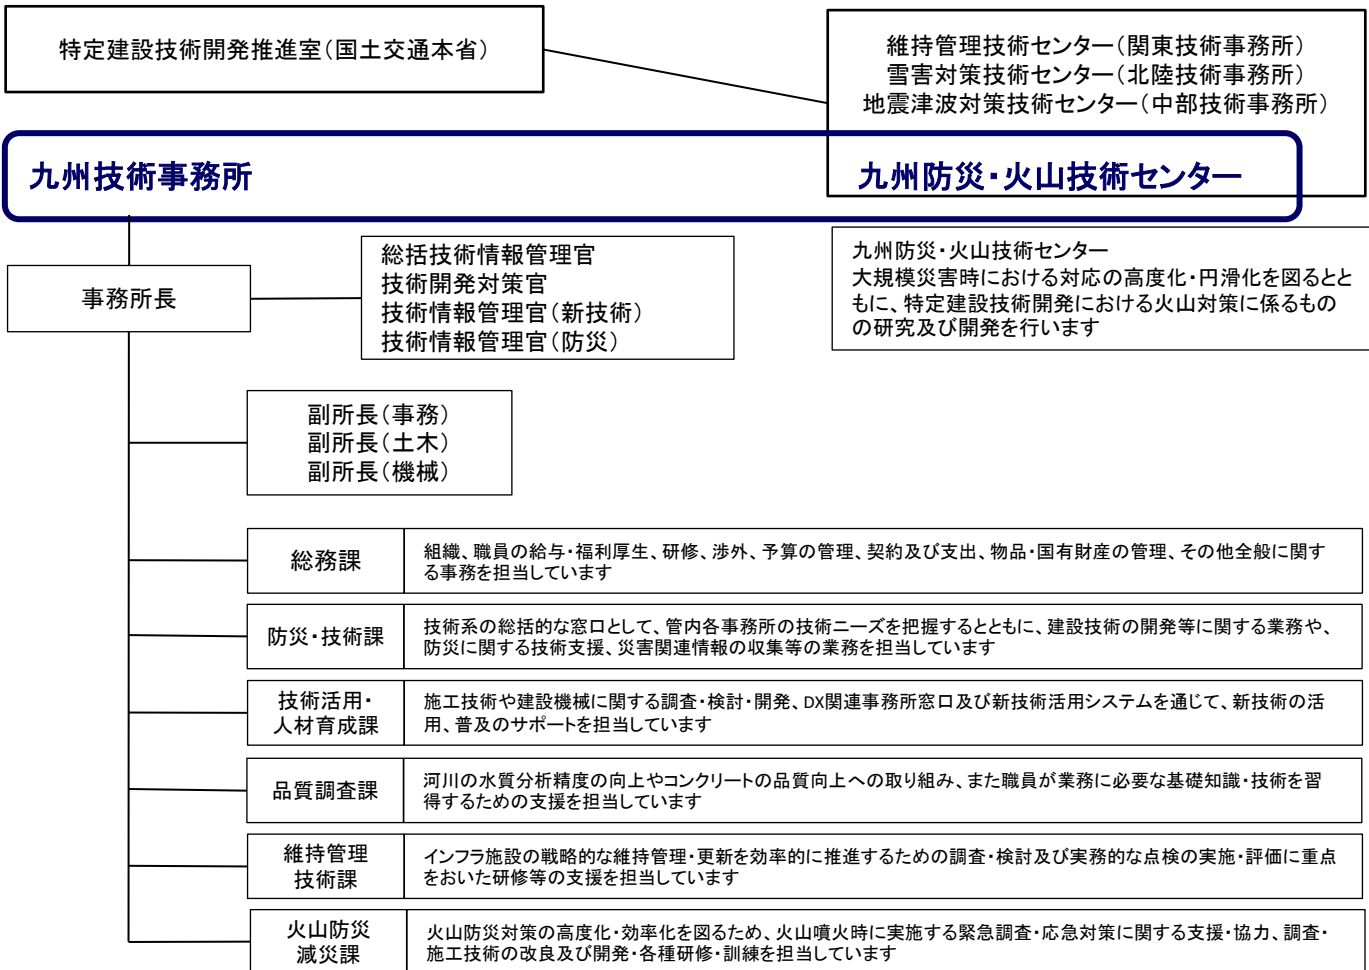 特定建設技術開発推進室(国土交通本省)
維持管理技術センター(関東技術事務所)
雪害対策技術センター(北陸技術事務所)
地震津波対策技術センター(中部技術事務所)
九州技術事務所
九州防災・火山技術センター
事務所長
総括技術情報管理官
技術開発対策官
技術情報管理官(新技術)
技術情報管理官(防災)
九州防災・火山技術センター
大規模災害時における対応の高度化・円滑化を図るとと
もに、特定建設技術開発における火山対策に係るもの
の研究及び開発を行います
副所長(事務)
副所長(土木)
副所長(機械)
総務課
組織、職員の給与・福利厚生、研修、渉外、予算の管理、契約及び支出、物品・国有財産の管理、その他全般に関す
る事務を担当しています
防災・技術課
技術系の総括的な窓口として、管内各事務所の技術ニーズを把握するとともに、建設技術の開発等に関する業務や、
防災に関する技術支援、災害関連情報の収集等の業務を担当しています
技術活用・
人材育成課
施工技術や建設機械に関する調査・検討・開発、DX関連事務所窓口及び新技術活用システムを通じて、新技術の活
用、普及のサポートを担当しています
品質調査課
河川の水質分析精度の向上やコンクリートの品質向上への取り組み、また職員が業務に必要な基礎知識・技術を習
得するための支援を担当しています
維持管理
技術課
インフラ施設の戦略的な維持管理・更新を効率的に推進するための調査・検討及び実務的な点検の実施・評価に重点
をおいた研修等の支援を担当しています
火山防災
減災課
火山防災対策の高度化・効率化を図るため、火山噴火時に実施する緊急調査・応急対策に関する支援・協力、調査・
施工技術の改良及び開発・各種研修・訓練を担当しています